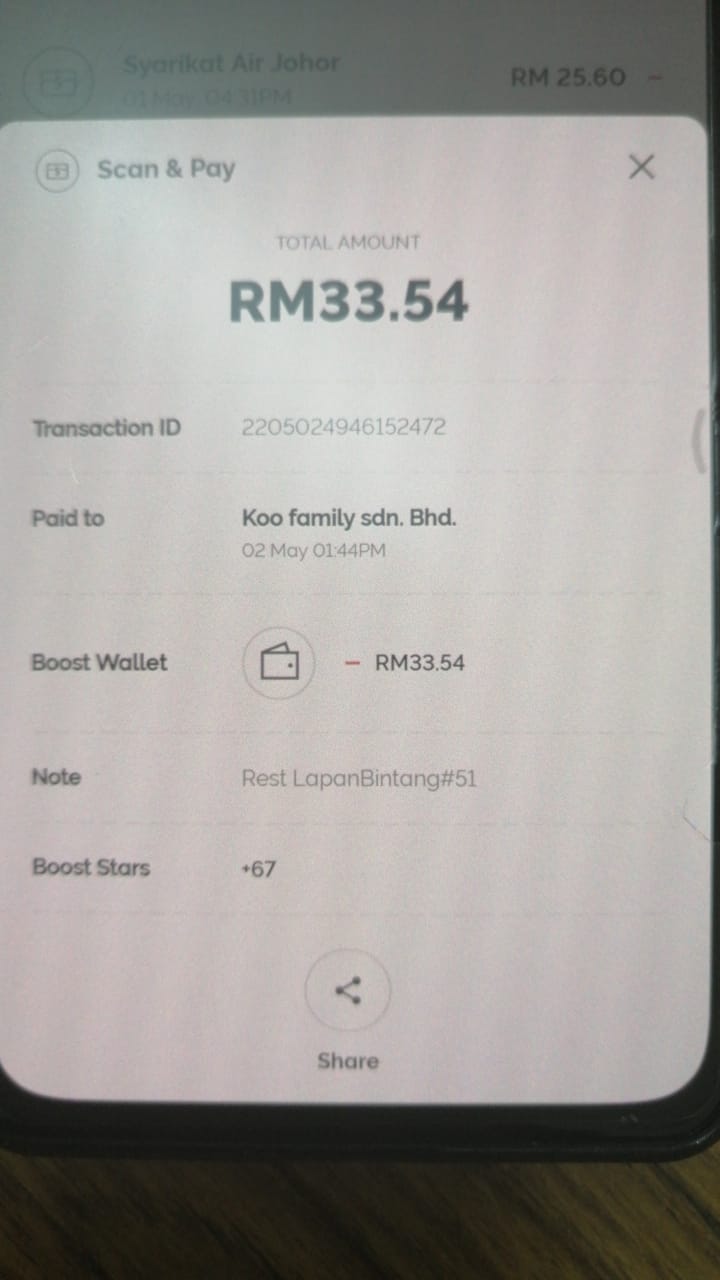 Syarikat Air Johor
01 May, 04:31PM
RM 25.60 –
Scan & Pay
TOTAL AMOUNT
RM33.54
Transaction ID 2205024946152472
Paid to Koo family sdn. Bhd.
02 May 01:44PM
Boost Wallet – RM33.54
Note Rest LapanBintang#51
Boost Stars +67
Share